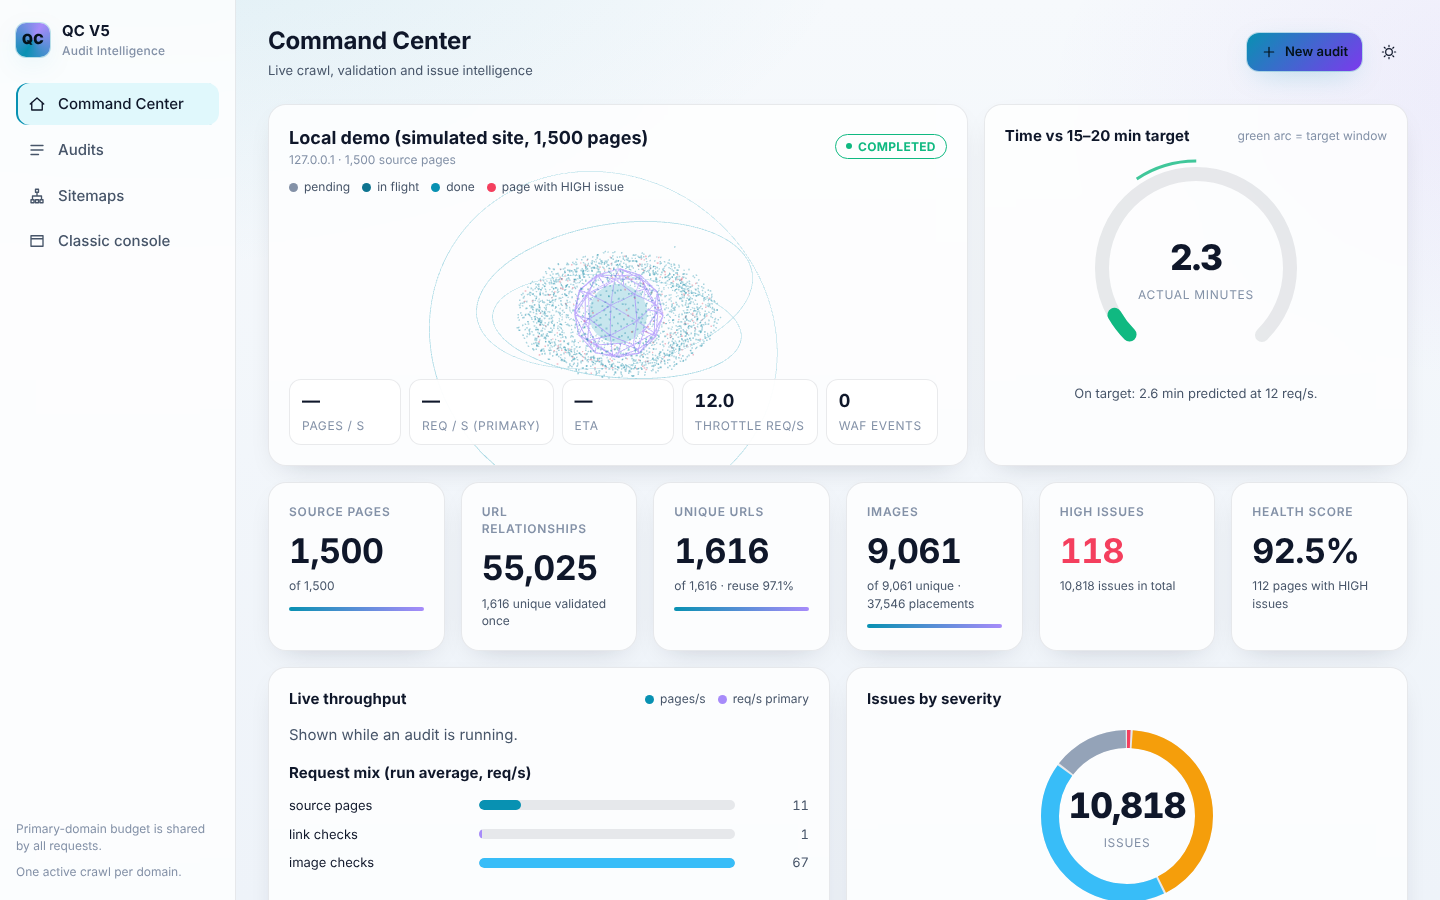 QC
QC V5
Audit Intelligence
Command Center
Audits
Sitemaps
Classic console
Primary-domain budget is shared
by all requests.
One active crawl per domain.
Command Center
Live crawl, validation and issue intelligence
New audit
Local demo (simulated site, 1,500 pages)
127.0.0.1 · 1,500 source pages
COMPLETED
pending
in flight
done
page with HIGH issue
—
PAGES / S
—
REQ / S (PRIMARY)
—
ETA
12.0
THROTTLE REQ/S
0
WAF EVENTS
Time vs 15–20 min target
green arc = target window
2.3
ACTUAL MINUTES
On target: 2.6 min predicted at 12 req/s.
SOURCE PAGES
1,500
of 1,500
URL
RELATIONSHIPS
55,025
1,616 unique validated
once
UNIQUE URLS
1,616
of 1,616 · reuse 97.1%
IMAGES
9,061
of 9,061 unique ·
37,546 placements
HIGH ISSUES
118
10,818 issues in total
HEALTH SCORE
92.5%
112 pages with HIGH
issues
Live throughput
pages/s
req/s primary
Shown while an audit is running.
Request mix (run average, req/s)
source pages 11
link checks 1
image checks 67
Issues by severity
10,818
ISSUES